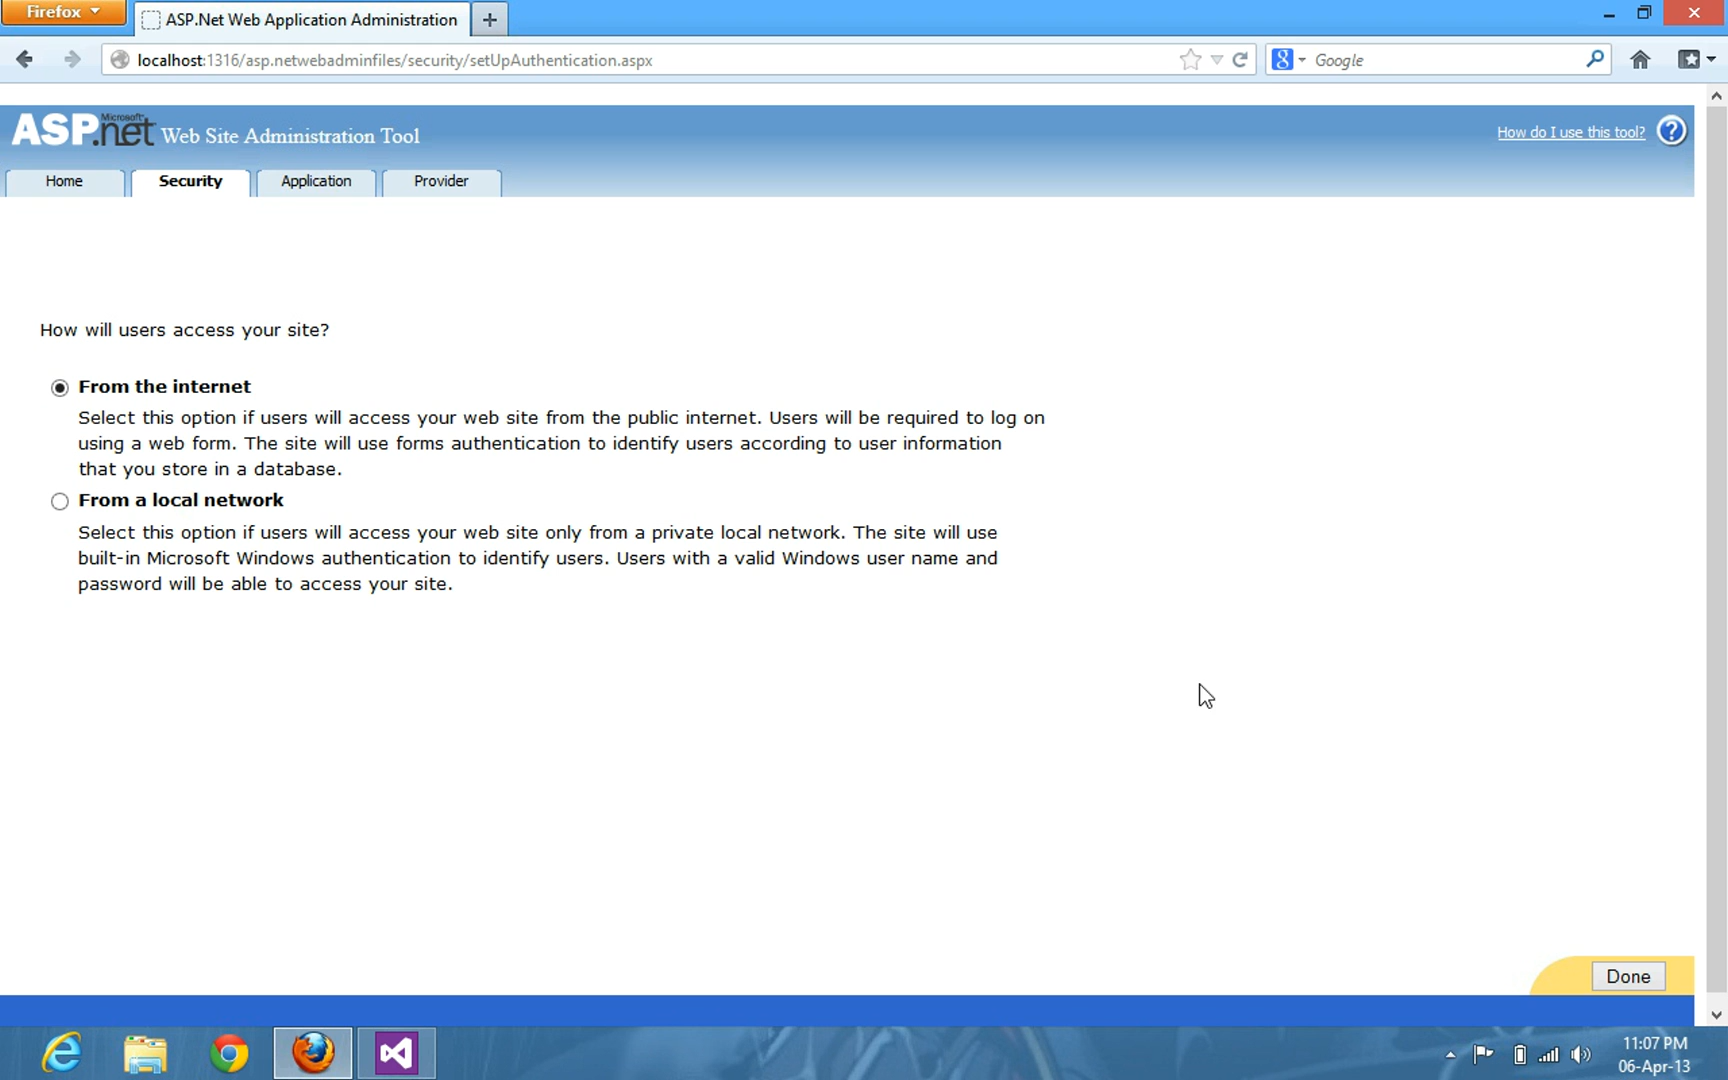 Firefox
ASP.Net Web Application Administration
localhost:1316/asp.netwebadminfiles/security/setUpAuthentication.aspx
Google
ASP.net Microsoft® Web Site Administration Tool
How do I use this tool?
Home
Security
Application
Provider
How will users access your site?
From the internet
Select this option if users will access your web site from the public internet. Users will be required to log on
using a web form. The site will use forms authentication to identify users according to user information
that you store in a database.
From a local network
Select this option if users will access your web site only from a private local network. The site will use
built-in Microsoft Windows authentication to identify users. Users with a valid Windows user name and
password will be able to access your site.
Done
11:07 PM
06-Apr-13